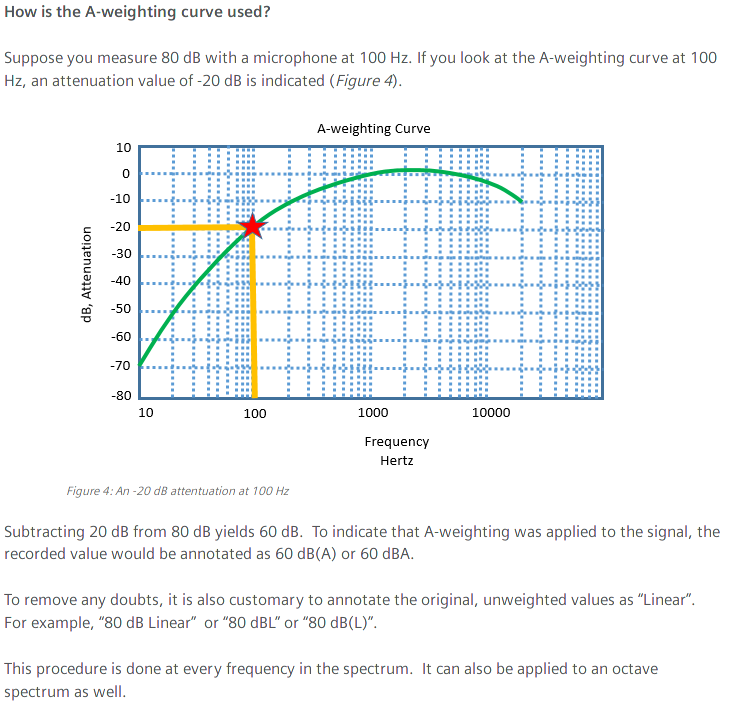 How is the A-weighting curve used?
Suppose you measure 80 dB with a microphone at 100 Hz. If you look at the A-weighting curve at 100
Hz, an attenuation value of -20 dB is indicated (Figure 4).
A-weighting Curve
10
0
-10
-20
-30
-40
-50
-60
-70
-80
dB, Attenuation
10 100 1000 10000
Frequency
Hertz
Figure 4: An -20 dB attentuation at 100 Hz
Subtracting 20 dB from 80 dB yields 60 dB.  To indicate that A-weighting was applied to the signal, the
recorded value would be annotated as 60 dB(A) or 60 dBA.
To remove any doubts, it is also customary to annotate the original, unweighted values as “Linear”.
For example, “80 dB Linear”  or “80 dBL” or “80 dB(L)”.
This procedure is done at every frequency in the spectrum.  It can also be applied to an octave
spectrum as well.